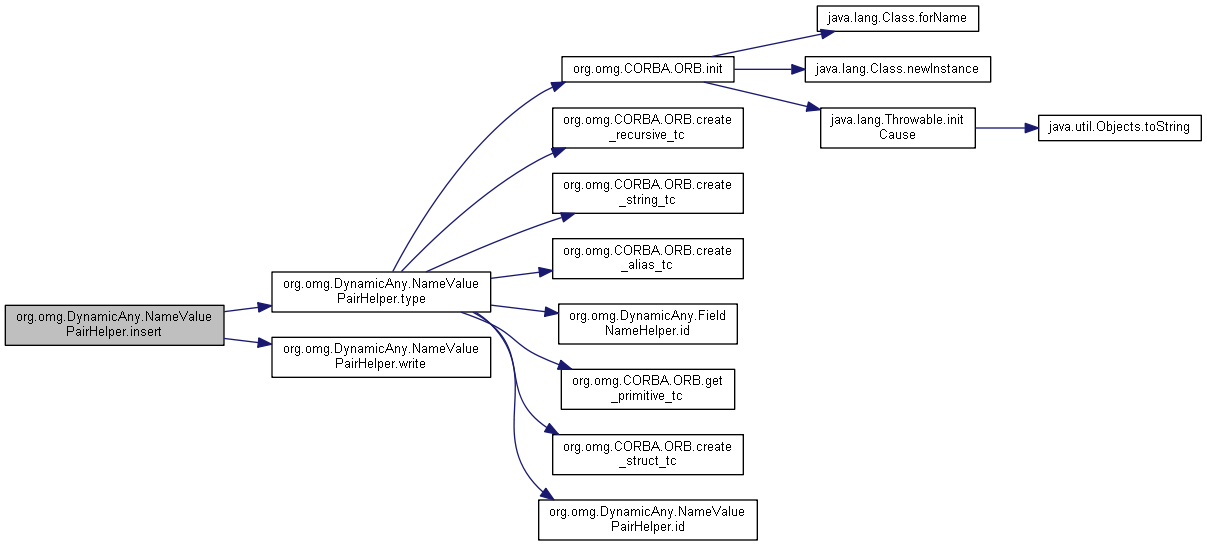 java.lang.Class.forName
org.omg.CORBA.ORB.init
java.lang.Class.newInstance
org.omg.CORBA.ORB.create
_recursive_tc
java.lang.Throwable.init
Cause
java.util.Objects.toString
org.omg.CORBA.ORB.create
_string_tc
org.omg.CORBA.ORB.create
_alias_tc
org.omg.DynamicAny.NameValue
PairHelper.type
org.omg.DynamicAny.NameValue
PairHelper.insert
org.omg.DynamicAny.Field
NameHelper.id
org.omg.DynamicAny.NameValue
PairHelper.write
org.omg.CORBA.ORB.get
_primitive_tc
org.omg.CORBA.ORB.create
_struct_tc
org.omg.DynamicAny.NameValue
PairHelper.id